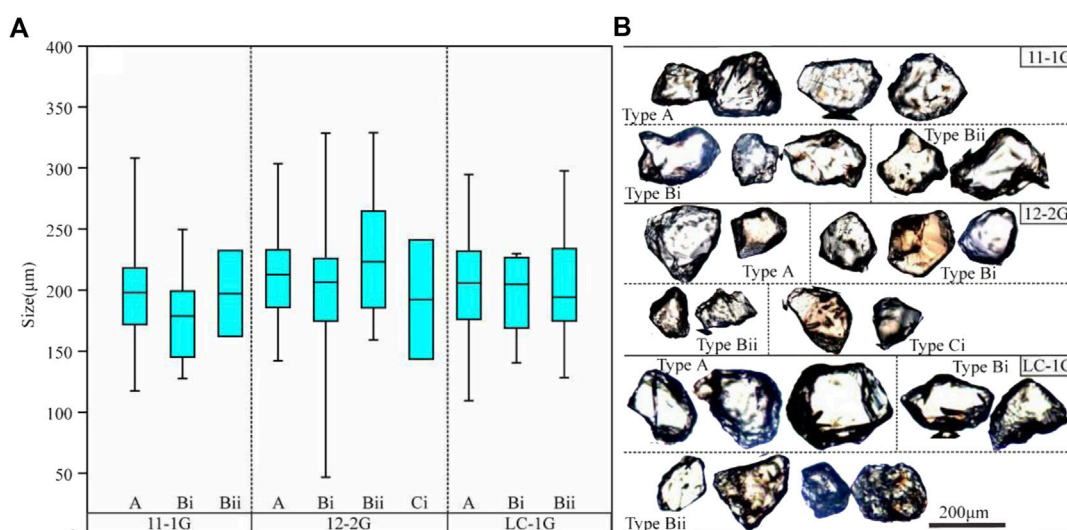 A
Size(μm)
400
350
300
250
200
150
100
50
A Bi Bii A Bi Bii Ci A Bi Bii
11-1G 12-2G LC-1G
B
11-1G
Type A
Type Bii
Type Bi
12-2G
Type A
Type Bi
Type Bii
Type Ci
Type A
Type Bi
LC-1G
Type Bii
200μm